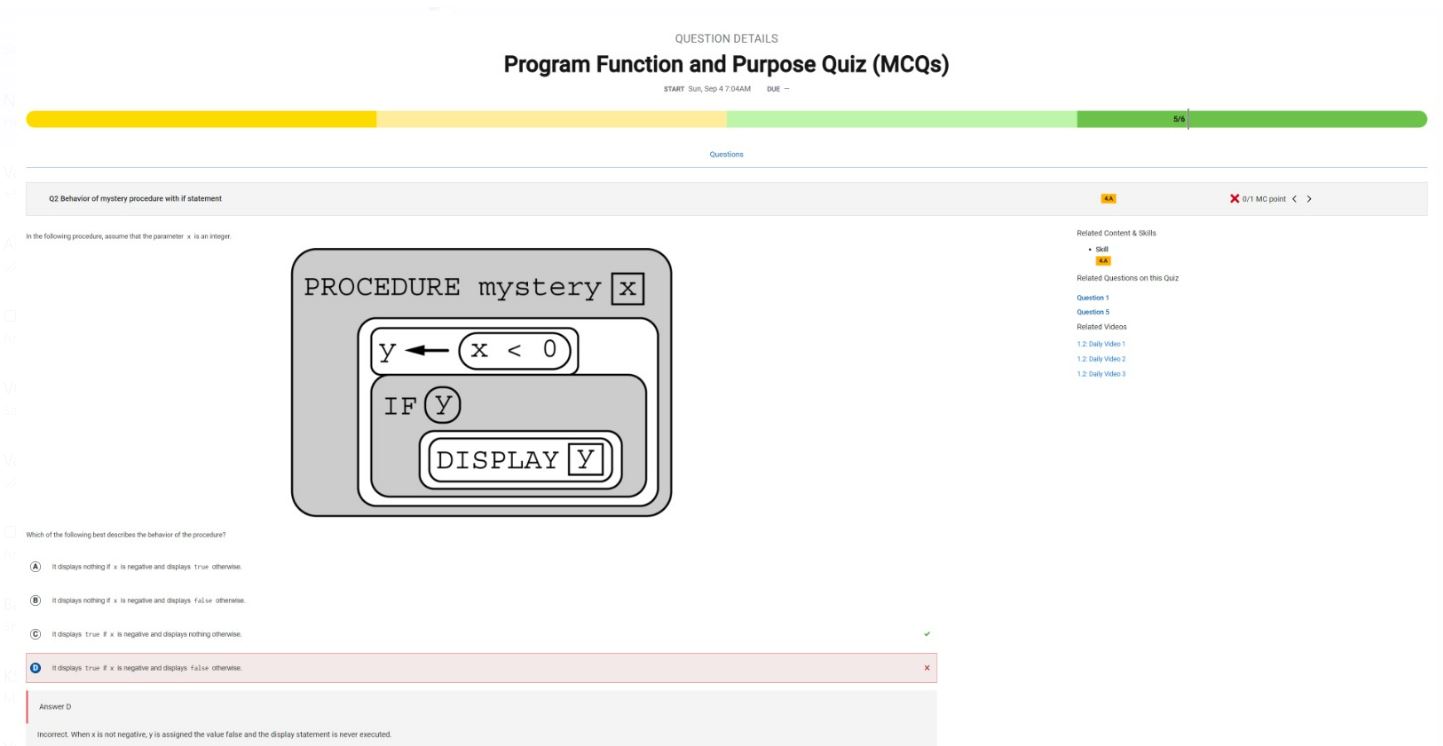 QUESTION DETAILS
Program Function and Purpose Quiz (MCQs)
START Sun, Sep 4 7:04AM DUE --
5/6
Questions
Q2 Behavior of mystery procedure with if statement 4.A 0/1 MC point
In the following procedure, assume that the parameter x is an integer.
PROCEDURE mystery x
y ← x < 0
IF y
DISPLAY y
Which of the following best describes the behavior of the procedure?
A It displays nothing if x is negative and displays true otherwise.
B It displays nothing if x is negative and displays false otherwise.
C It displays true if x is negative and displays nothing otherwise.
D It displays true if x is negative and displays false otherwise.
Answer D
Incorrect. When x is not negative, y is assigned the value false and the display statement is never executed.
Related Content & Skills
Skill
4.A
Related Questions on this Quiz
Question 1
Question 5
Related Videos
1.2: Daily Video 1
1.2: Daily Video 2
1.2: Daily Video 3